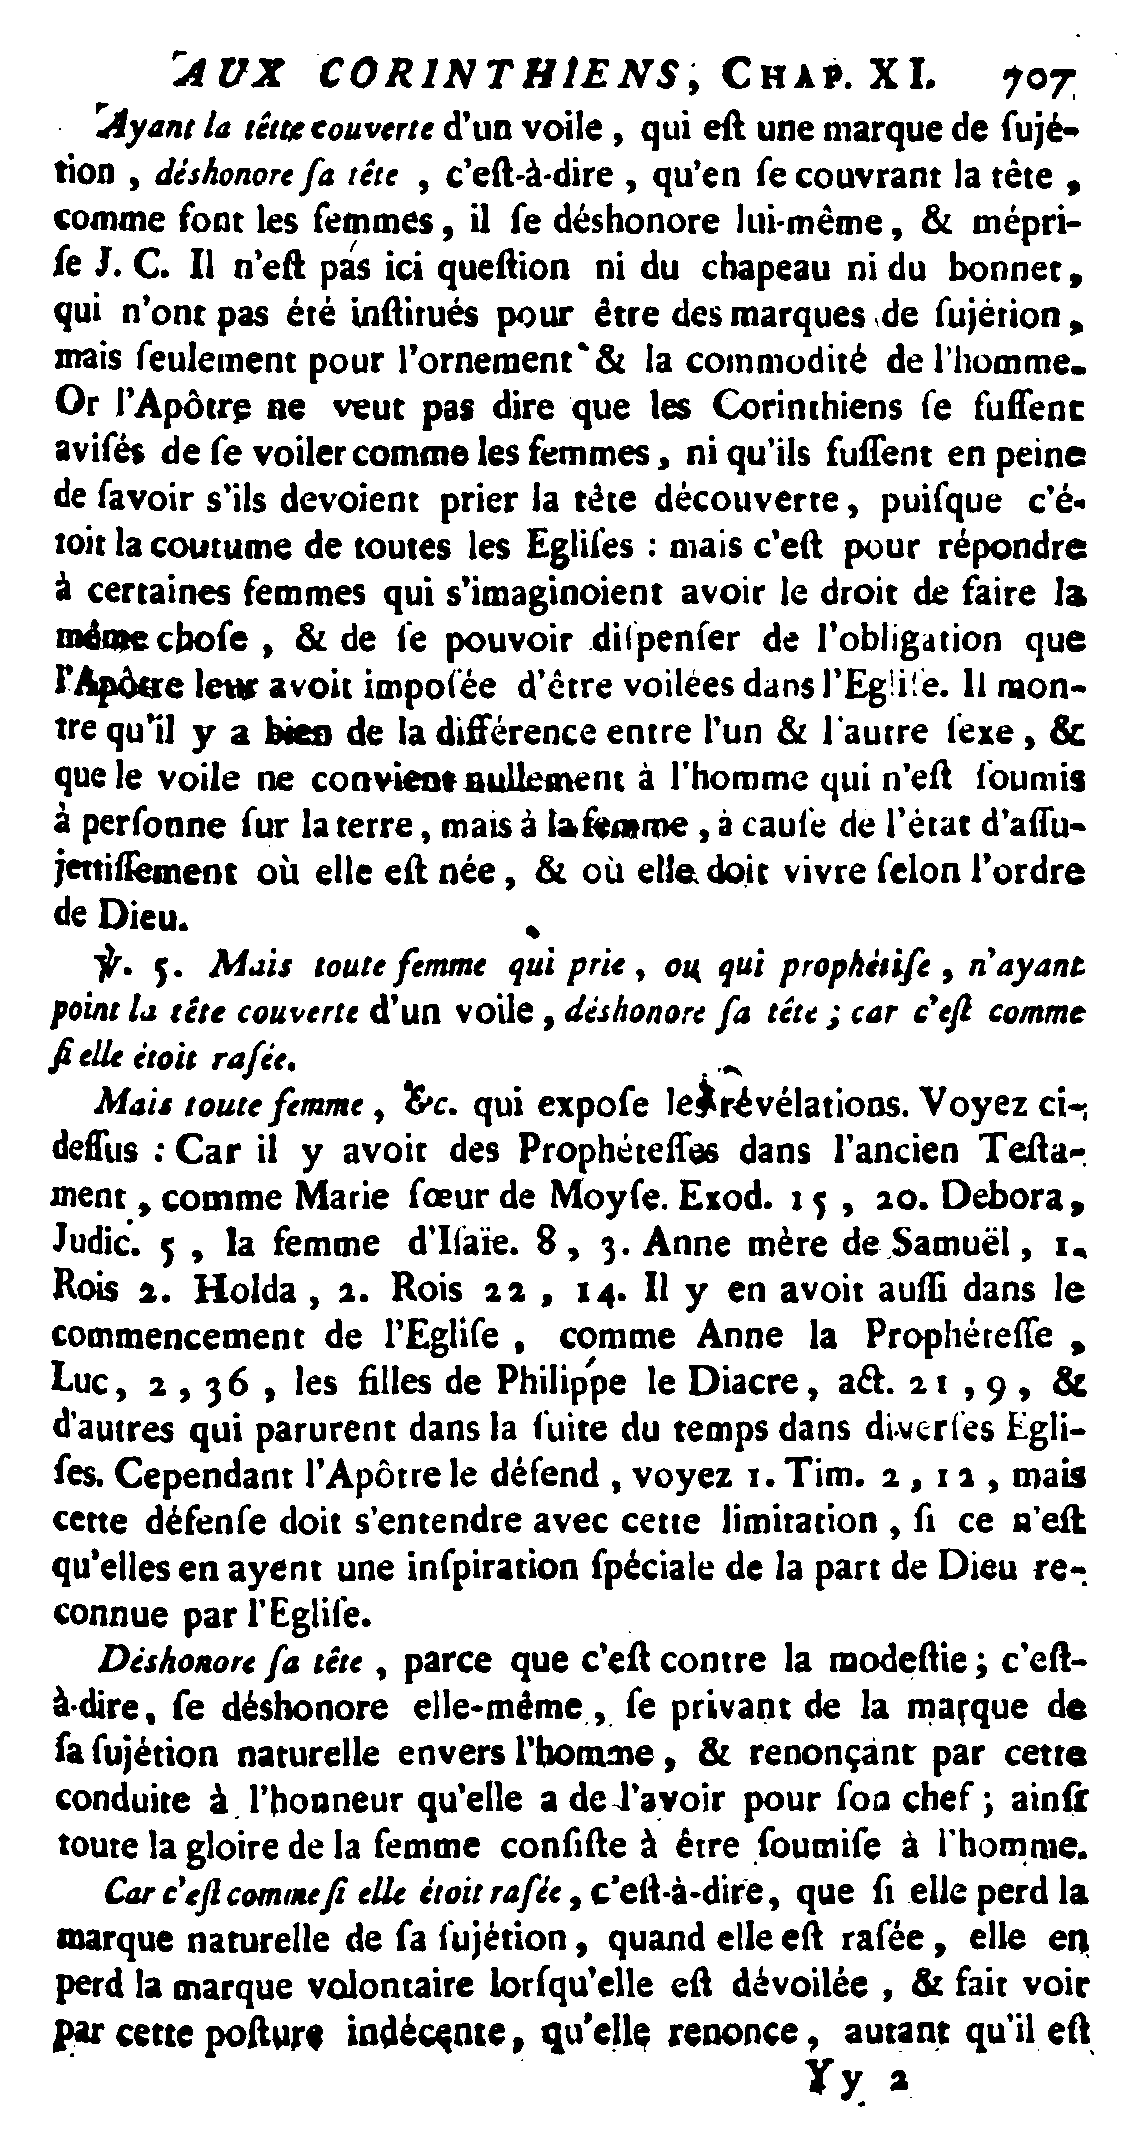 AUX CORINTHIENS, CHAP. XI. 707
Ayant la têtte couverte d'un voile, qui eſt une marque de ſujé-
tion, déshonore ſa tête, c'eſt-à-dire, qu'en ſe couvrant la tête,
comme font les femmes, il ſe déshonore lui-même, & mépri-
ſe J. C. Il n'eſt pas ici queſtion ni du chapeau ni du bonnet,
qui n'ont pas été inſtitués pour être des marques de ſujétion,
mais ſeulement pour l'ornement & la commodité de l'homme.
Or l'Apôtre ne veut pas dire que les Corinthiens ſe fuſſent
aviſés de ſe voiler comme les femmes, ni qu'ils fuſſent en peine
de ſavoir s'ils devoient prier la tête découverte, puiſque c'é-
toit la coutume de toutes les Egliſes : mais c'eſt pour répondre
à certaines femmes qui s'imaginoient avoir le droit de faire la
même choſe, & de ſe pouvoir diſpenſer de l'obligation que
l'Apôtre leur avoit impoſée d'être voilées dans l'Egliſe. Il mon-
tre qu'il y a bien de la différence entre l'un & l'autre ſexe, &
que le voile ne convient nullement à l'homme qui n'eſt ſoumis
à perſonne ſur la terre, mais à la femme, à cauſe de l'état d'aſſu-
jettiſſement où elle eſt née, & où elle doit vivre ſelon l'ordre
de Dieu.
℣. 5. Mais toute femme qui prie, ou qui prophétiſe, n'ayant
point la tête couverte d'un voile, déshonore ſa tête ; car c'eſt comme
ſi elle étoit raſée.
Mais toute femme, &c. qui expoſe les révélations. Voyez ci-
deſſus : Car il y avoit des Prophéteſſes dans l'ancien Teſta-
ment, comme Marie ſœur de Moyſe. Exod. 15, 20. Debora,
Judic. 5, la femme d'Iſaïe. 8, 3. Anne mère de Samuël, 1.
Rois 2. Holda, 2. Rois 22, 14. Il y en avoit auſſi dans le
commencement de l'Egliſe, comme Anne la Prophéteſſe,
Luc, 2, 36, les filles de Philippe le Diacre, act. 21, 9, &
d'autres qui parurent dans la ſuite du temps dans diverſes Egli-
ſes. Cependant l'Apôtre le défend, voyez 1. Tim. 2, 12, mais
cette défenſe doit s'entendre avec cette limitation, ſi ce n'eſt
qu'elles en ayent une inſpiration ſpéciale de la part de Dieu re-
connue par l'Egliſe.
Déshonore ſa tête, parce que c'eſt contre la modeſtie ; c'eſt-
à-dire, ſe déshonore elle-même, ſe privant de la marque de
ſa ſujétion naturelle envers l'homme, & renonçant par cette
conduite à l'honneur qu'elle a de l'avoir pour ſon chef ; ainſi
toute la gloire de la femme conſiſte à être ſoumiſe à l'homme.
Car c'eſt comme ſi elle étoit raſée, c'eſt-à-dire, que ſi elle perd la
marque naturelle de ſa ſujétion, quand elle eſt raſée, elle en
perd la marque volontaire lorſqu'elle eſt dévoilée, & fait voir
par cette poſture indécente, qu'elle renonce, autant qu'il eſt
Yy 2